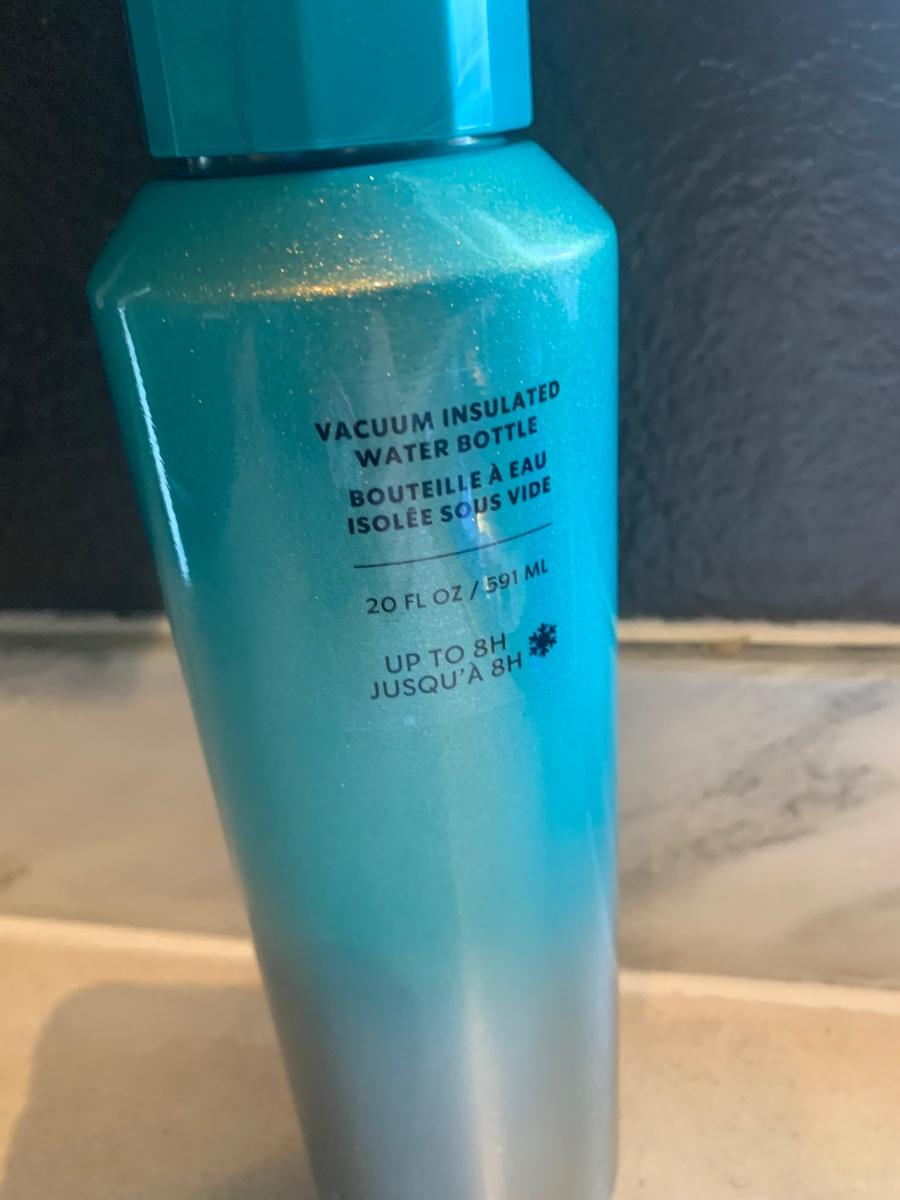 VACUUM INSULATED
WATER BOTTLE
BOUTEILLE À EAU
ISOLÉE SOUS VIDE
20 FL OZ / 591 ML
UP TO 8H
JUSQU'À 8H